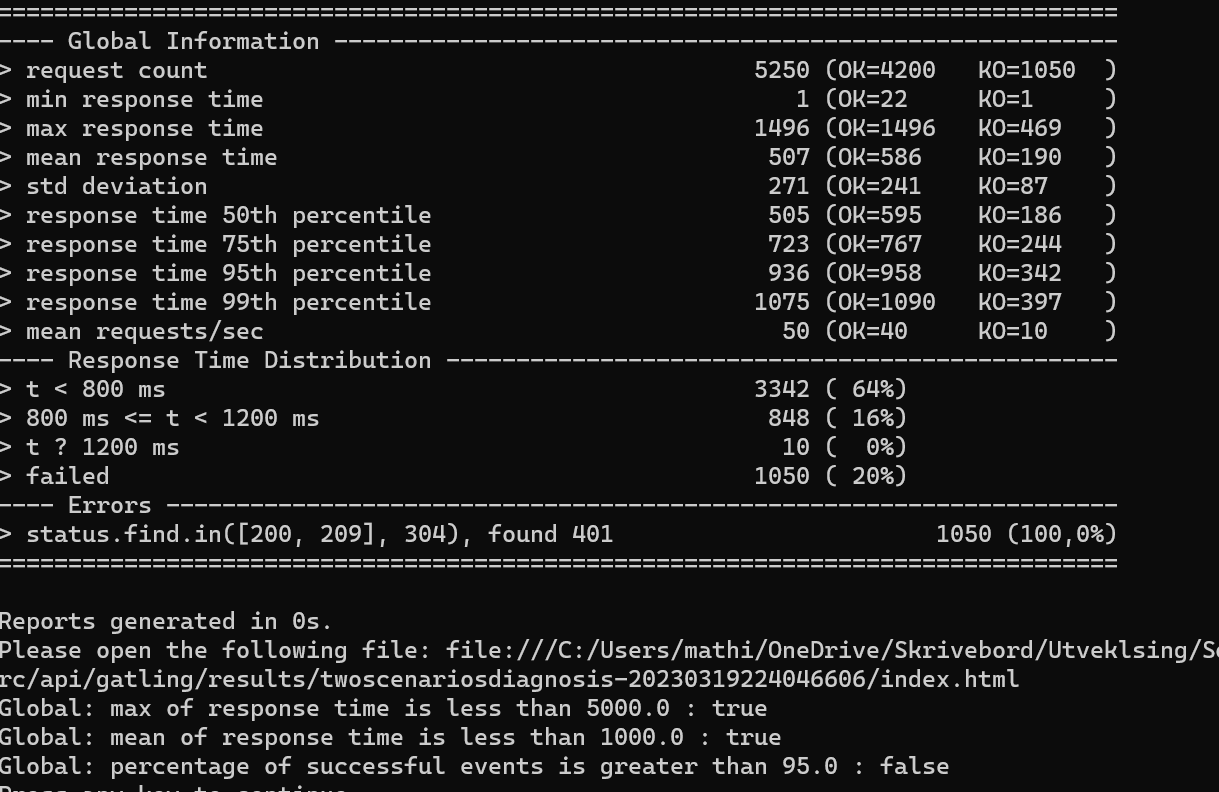 ================================================================================
---- Global Information --------------------------------------------------------
> request count                                       5250 (OK=4200   KO=1050  )
> min response time                                      1 (OK=22     KO=1     )
> max response time                                   1496 (OK=1496   KO=469   )
> mean response time                                   507 (OK=586    KO=190   )
> std deviation                                        271 (OK=241    KO=87    )
> response time 50th percentile                        505 (OK=595    KO=186   )
> response time 75th percentile                        723 (OK=767    KO=244   )
> response time 95th percentile                        936 (OK=958    KO=342   )
> response time 99th percentile                       1075 (OK=1090   KO=397   )
> mean requests/sec                                     50 (OK=40     KO=10    )
---- Response Time Distribution ------------------------------------------------
> t < 800 ms                                          3342 ( 64%)
> 800 ms <= t < 1200 ms                                848 ( 16%)
> t ? 1200 ms                                           10 (  0%)
> failed                                              1050 ( 20%)
---- Errors --------------------------------------------------------------------
> status.find.in([200, 209], 304), found 401                       1050 (100,0%)
================================================================================
Reports generated in 0s.
Please open the following file: file:///C:/Users/mathi/OneDrive/Skrivebord/Utveklsing/
rc/api/gatling/results/twoscenariosdiagnosis-20230319224046606/index.html
Global: max of response time is less than 5000.0 : true
Global: mean of response time is less than 1000.0 : true
Global: percentage of successful events is greater than 95.0 : false
Press any key to continue